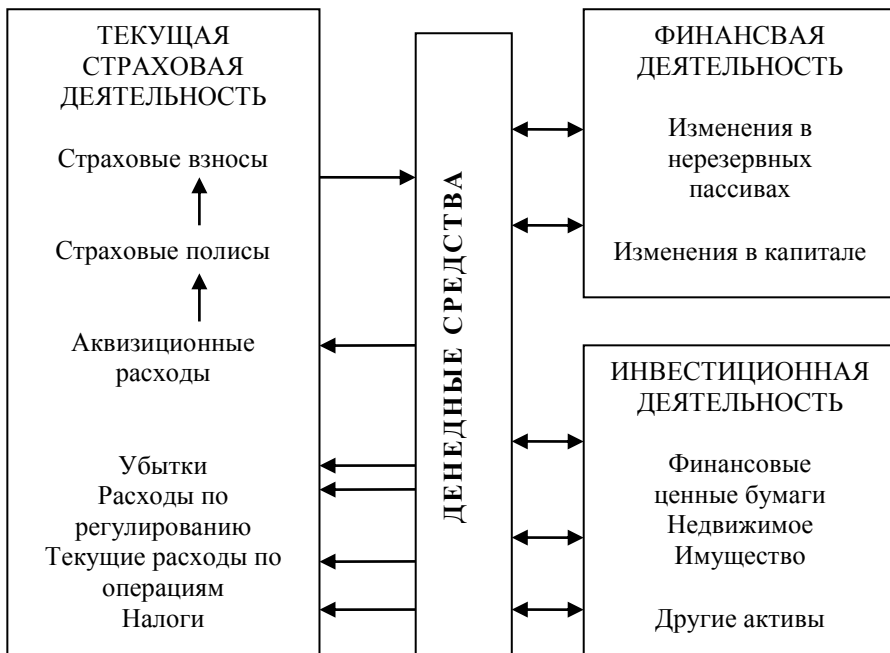 ТЕКУЩАЯ
СТРАХОВАЯ
ДЕЯТЕЛЬНОСТЬ
Страховые взносы
Страховые полисы
Аквизиционные
расходы
Убытки
Расходы по
регулированию
Текущие расходы по
операциям
Налоги
ДЕНЕДНЫЕ СРЕДСТВА
ФИНАНСВАЯ
ДЕЯТЕЛЬНОСТЬ
Изменения в
нерезервных
пассивах
Изменения в капитале
ИНВЕСТИЦИОННАЯ
ДЕЯТЕЛЬНОСТЬ
Финансовые
ценные бумаги
Недвижимое
Имущество
Другие активы